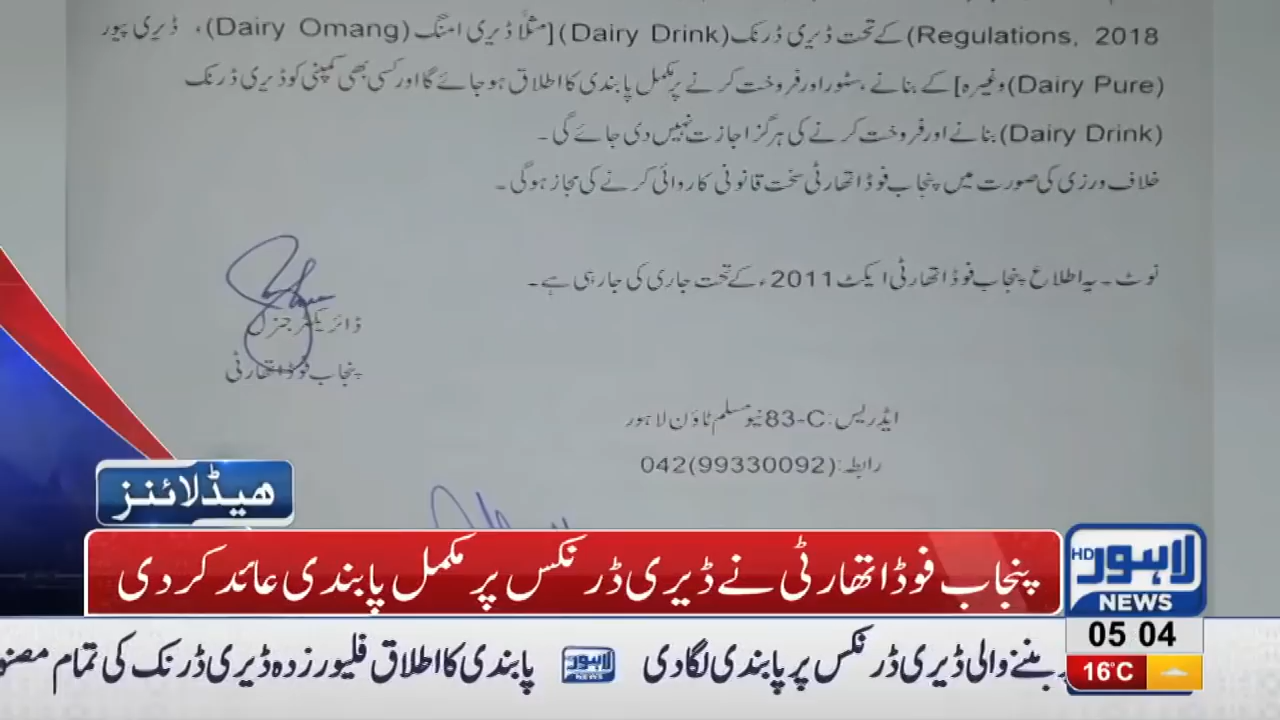 Regulations, 2018) کے تحت ڈیری ڈرنک (Dairy Drink) [مثلاً ڈیری امنگ (Dairy Omang)، ڈیری پیور
(Dairy Pure) وغیرہ] کے بنانے، سٹور اور فروخت کرنے پر مکمل پابندی کا اطلاق ہو جائے گا اور کسی بھی کمپنی کو ڈیری ڈرنک
(Dairy Drink) بنانے اور فروخت کرنے کی ہرگز اجازت نہیں دی جائے گی۔
خلاف ورزی کی صورت میں پنجاب فوڈ اتھارٹی سخت قانونی کاروائی کرنے کی مجاز ہوگی۔
نوٹ۔ یہ اطلاع پنجاب فوڈ اتھارٹی ایکٹ 2011ء کے تحت جاری کی جا رہی ہے۔
ڈائریکٹر جنرل
پنجاب فوڈ اتھارٹی
ایڈریس: 83-C نیو مسلم ٹاؤن لاہور
رابطہ: 042(99330092)
ہیڈلائنز
پنجاب فوڈ اتھارٹی نے ڈیری ڈرنکس پر مکمل پابندی عائد کر دی
لاہور HD
NEWS
05 04
16°C
بننے والی ڈیری ڈرنکس پر پابندی لگا دی لاہور NEWS پابندی کا اطلاق فلیورزدہ ڈیری ڈرنک کی تمام